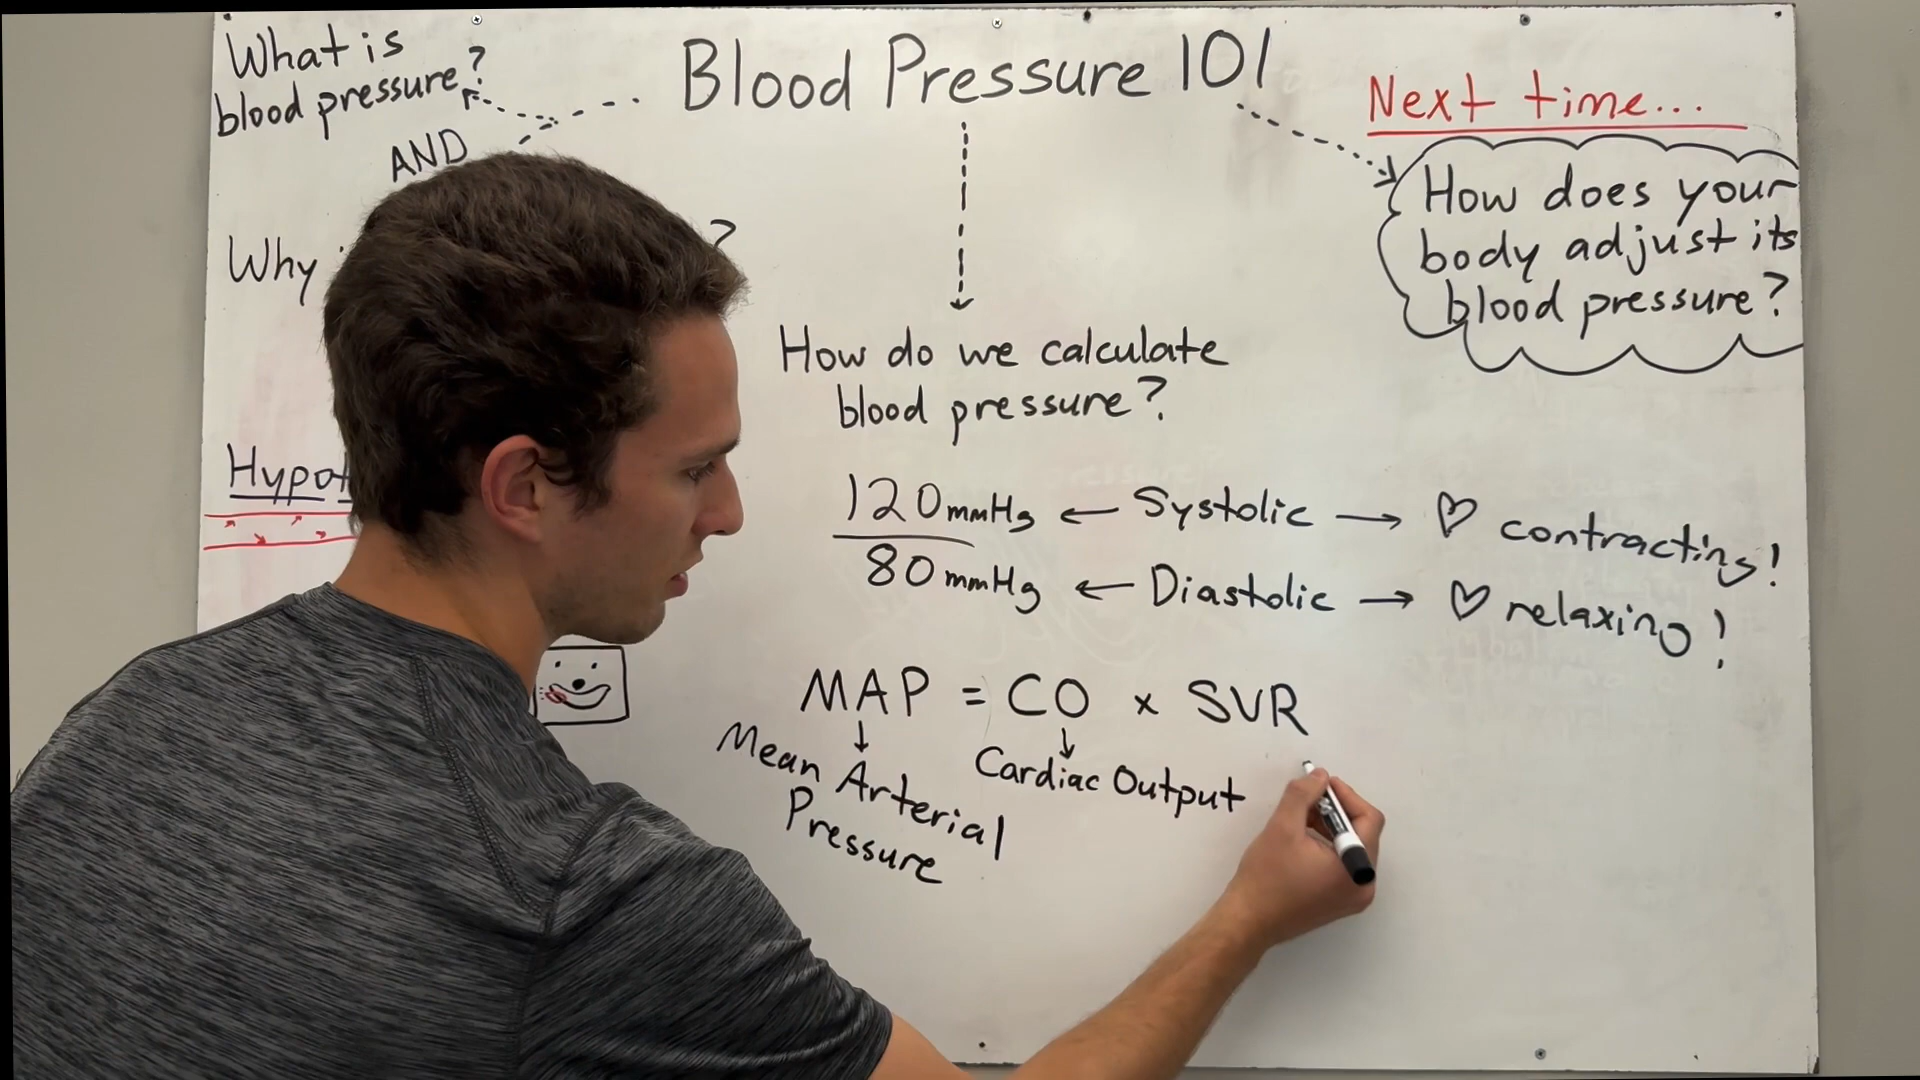 Blood Pressure 101
What is
blood pressure?
AND
Why ?
Hypot
How do we calculate
blood pressure?
120mmHg ← Systolic → ♡ contracting!
80mmHg ← Diastolic → ♡ relaxing!
MAP = CO x SVR
Mean Arterial
Pressure
Cardiac Output
Next time...
How does your
body adjust its
blood pressure?